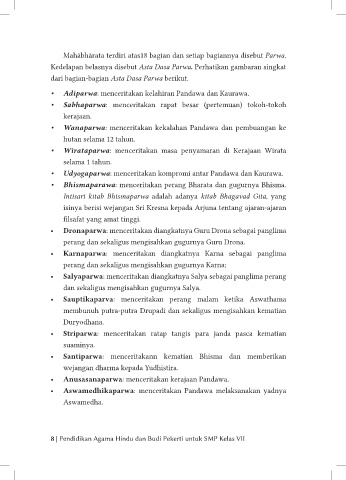 Mahābhārata terdiri atas18 bagian dan setiap bagiannya disebut Parwa.
Kedelapan belasnya disebut Asta Dasa Parwa. Perhatikan gambaran singkat
dari bagian-bagian Asta Dasa Parwa berikut.
• Adiparwa: menceritakan kelahiran Pandawa dan Kaurawa.
• Sabhaparwa: menceritakan rapat besar (pertemuan) tokoh-tokoh
kerajaan.
• Wanaparwa: menceritakan kekalahan Pandawa dan pembuangan ke
hutan selama 12 tahun.
• Wirataparwa: menceritakan masa penyamaran di Kerajaan Wirata
selama 1 tahun.
• Udyogaparwa: menceritakan kompromi antar Pandawa dan Kaurawa.
• Bhismaparawa: menceritakan perang Bharata dan gugurnya Bhisma.
Intisari kitab Bhismaparwa adalah adanya kitab Bhagavad Gita, yang
isinya berisi wejangan Sri Kresna kepada Arjuna tentang ajaran-ajaran
filsafat yang amat tinggi.
• Dronaparwa: menceritakan diangkatnya Guru Drona sebagai panglima
perang dan sekaligus mengisahkan gugurnya Guru Drona.
• Karnaparwa: menceritakan diangkatnya Karna sebagai panglima
perang dan sekaligus mengisahkan gugurnya Karna;
• Salyaparwa: menceritakan diangkatnya Salya sebagai panglima perang
dan sekaligus mengisahkan gugurnya Salya.
• Sauptikaparva: menceritakan perang malam ketika Aswathama
membunuh putra-putra Drupadi dan sekaligus mengisahkan kematian
Duryodhana.
• Striparwa: menceritakan ratap tangis para janda pasca kematian
suaminya.
• Santiparwa: menceritakann kematian Bhisma dan memberikan
wejangan dharma kepada Yudhistira.
• Anusasanaparwa: menceritakan kerajaan Pandawa.
• Aswamedhikaparwa: menceritakan Pandawa melaksanakan yadnya
Aswamedha.
8 | Pendidikan Agama Hindu dan Budi Pekerti untuk SMP Kelas VII